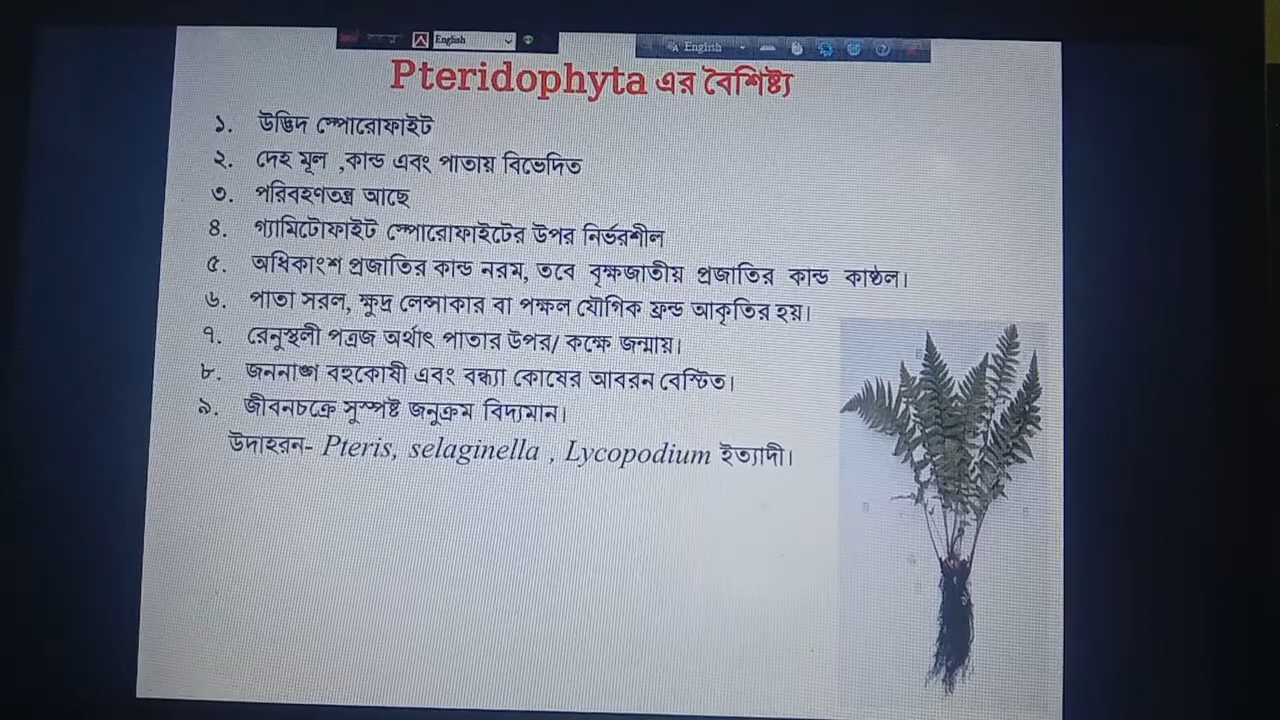 English
English
Pteridophyta এর বৈশিষ্ট্য
১. উদ্ভিদ স্পোরোফাইট
২. দেহ মূল ,কান্ড এবং পাতায় বিভেদিত
৩. পরিবহণতন্ত্র আছে
৪. গ্যামিটোফাইট স্পোরোফাইটের উপর নির্ভরশীল
৫. অধিকাংশ প্রজাতির কান্ড নরম, তবে বৃক্ষজাতীয় প্রজাতির কান্ড কাষ্ঠল।
৬. পাতা সরল, ক্ষুদ্র লেন্সাকার বা পক্ষল যৌগিক ফ্রন্ড আকৃতির হয়।
৭. রেনুস্থলী পত্রজ অর্থাৎ পাতার উপর/ কক্ষে জন্মায়।
৮. জননাঙ্গ বহুকোষী এবং বন্ধ্যা কোষের আবরন বেস্টিত।
৯. জীবনচক্রে সুস্পষ্ট জনুক্রম বিদ্যমান।
উদাহরন- Pteris, selaginella , Lycopodium ইত্যাদী।